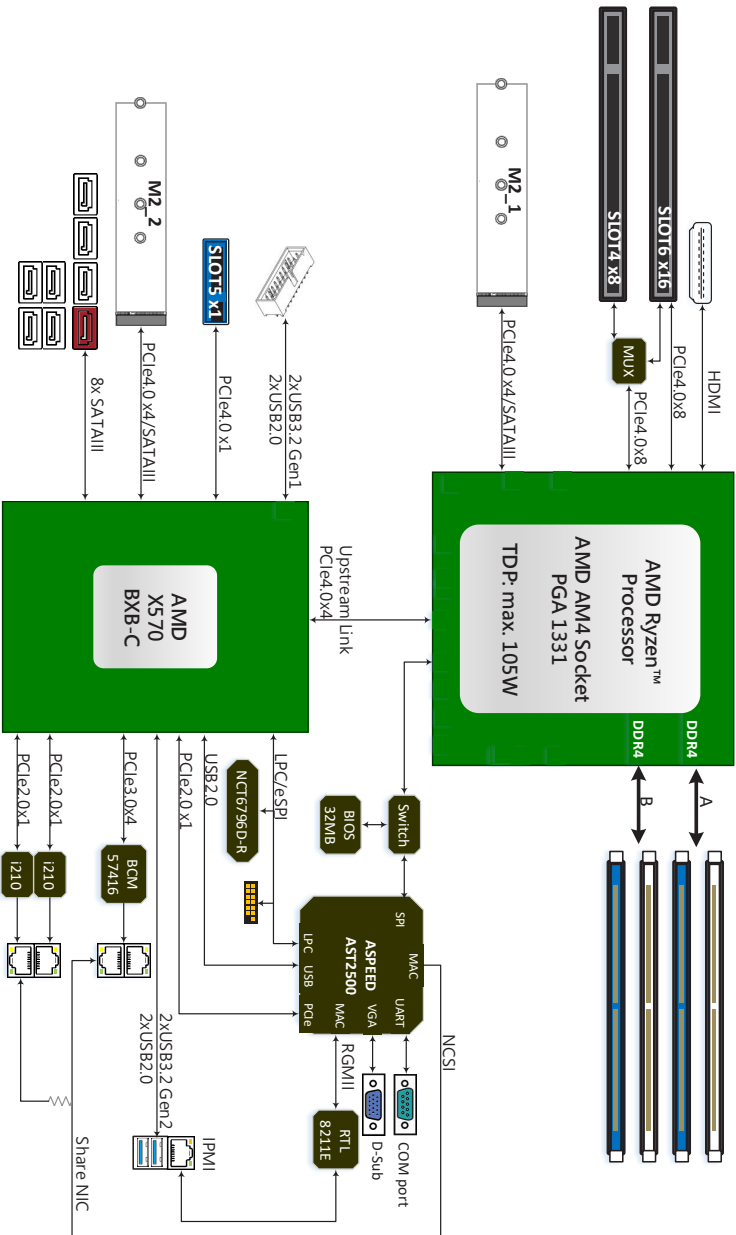 SLOT6 x16
SLOT4 x8
HDMI
PCIe4.0x8
MUX
PCIe4.0x8
M2_1
PCIe4.0 x4/SATAIII
AMD Ryzen™
Processor
AMD AM4 Socket
PGA 1331
TDP: max. 105W
DDR4
DDR4
A
B
Upstream Link
PCIe4.0x4
2xUSB3.2 Gen1
2xUSB2.0
SLOT5 x1
PCIe4.0 x1
M2_2
PCIe4.0 x4/SATAIII
8x SATAIII
AMD
X570
BXB-C
Switch
BIOS
32MB
LPC/eSPI
NCT6796D-R
USB2.0
PCIe2.0 x1
PCIe3.0x4
BCM
57416
PCIe2.0x1
i210
PCIe2.0x1
i210
ASPEED
AST2500
SPI
MAC
UART
VGA
MAC
LPC
USB
PCIe
NCSI
COM port
D-Sub
RGMII
RTL
8211E
IPMI
2xUSB3.2 Gen2
2xUSB2.0
Share NIC